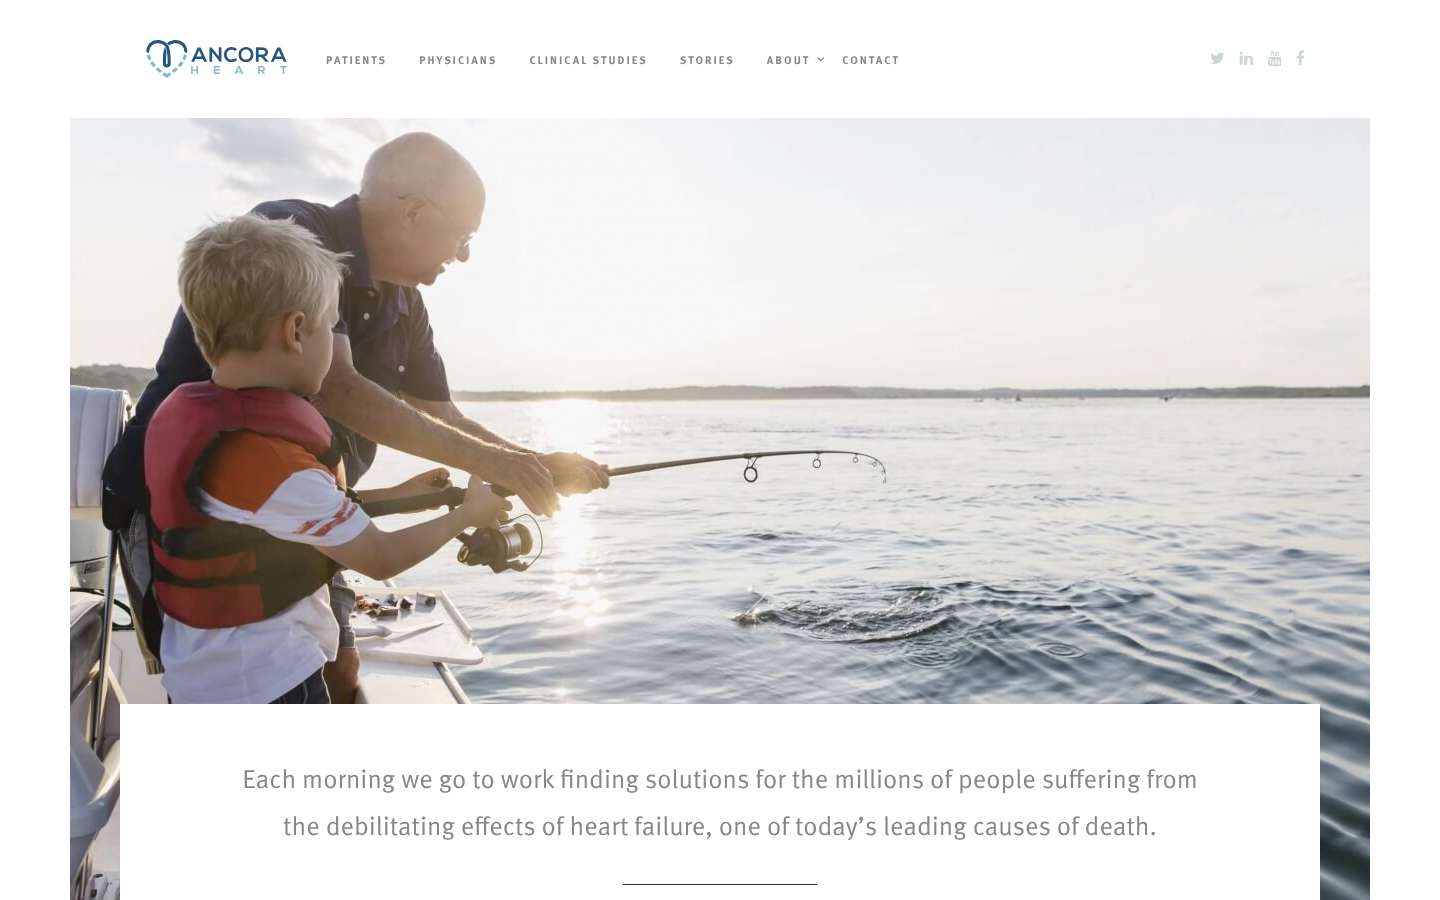 ANCORA
HEART
PATIENTS
PHYSICIANS
CLINICAL STUDIES
STORIES
ABOUT
CONTACT
Each morning we go to work finding solutions for the millions of people suffering from
the debilitating effects of heart failure, one of today’s leading causes of death.